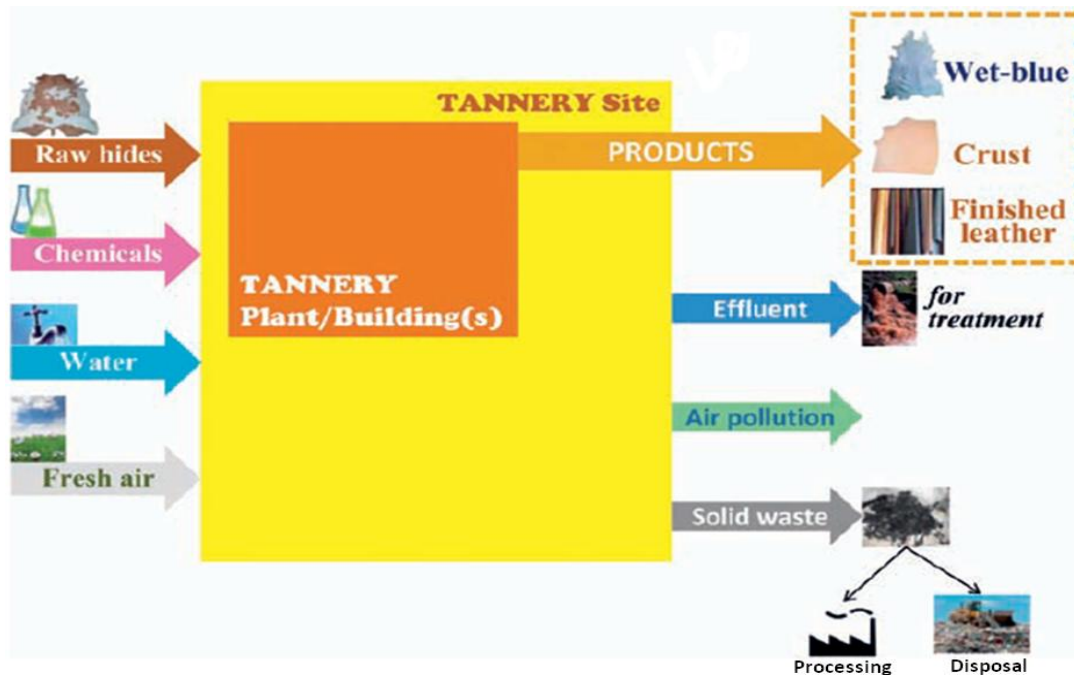 TANNERY Site
Raw hides
Chemicals
Water
Fresh air
TANNERY
Plant/Building(s)
PRODUCTS
Wet-blue
Crust
Finished
leather
Effluent
for
treatment
Air pollution
Solid waste
Processing
Disposal